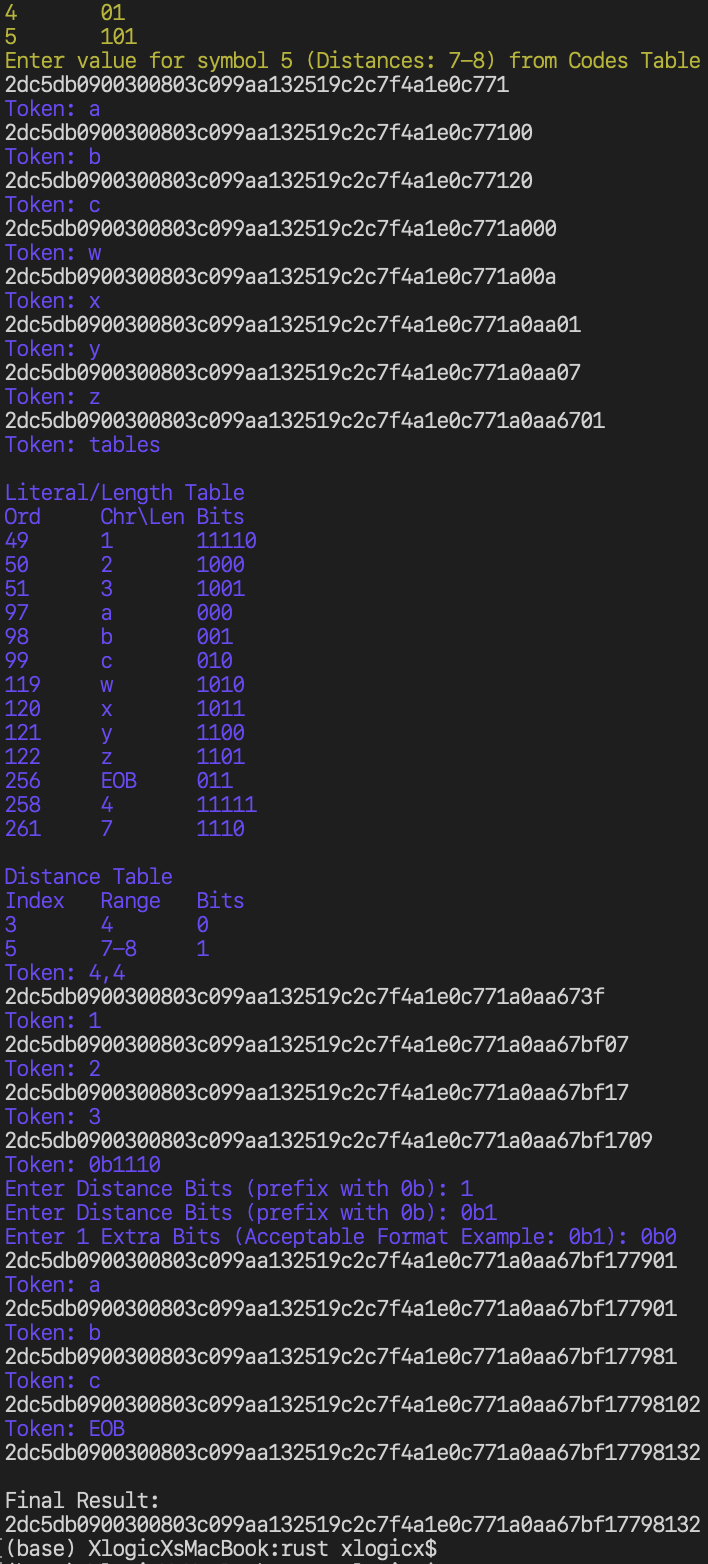 4       01
5       101
Enter value for symbol 5 (Distances: 7–8) from Codes Table
2dc5db0900300803c099aa132519c2c7f4a1e0c771
Token: a
2dc5db0900300803c099aa132519c2c7f4a1e0c77100
Token: b
2dc5db0900300803c099aa132519c2c7f4a1e0c77120
Token: c
2dc5db0900300803c099aa132519c2c7f4a1e0c771a000
Token: w
2dc5db0900300803c099aa132519c2c7f4a1e0c771a00a
Token: x
2dc5db0900300803c099aa132519c2c7f4a1e0c771a0aa01
Token: y
2dc5db0900300803c099aa132519c2c7f4a1e0c771a0aa07
Token: z
2dc5db0900300803c099aa132519c2c7f4a1e0c771a0aa6701
Token: tables
Literal/Length Table
Ord     Chr\Len Bits
49      1       11110
50      2       1000
51      3       1001
97      a       000
98      b       001
99      c       010
119     w       1010
120     x       1011
121     y       1100
122     z       1101
256     EOB     011
258     4       11111
261     7       1110
Distance Table
Index   Range   Bits
3       4       0
5       7–8     1
Token: 4,4
2dc5db0900300803c099aa132519c2c7f4a1e0c771a0aa673f
Token: 1
2dc5db0900300803c099aa132519c2c7f4a1e0c771a0aa67bf07
Token: 2
2dc5db0900300803c099aa132519c2c7f4a1e0c771a0aa67bf17
Token: 3
2dc5db0900300803c099aa132519c2c7f4a1e0c771a0aa67bf1709
Token: 0b1110
Enter Distance Bits (prefix with 0b): 1
Enter Distance Bits (prefix with 0b): 0b1
Enter 1 Extra Bits (Acceptable Format Example: 0b1): 0b0
2dc5db0900300803c099aa132519c2c7f4a1e0c771a0aa67bf177901
Token: a
2dc5db0900300803c099aa132519c2c7f4a1e0c771a0aa67bf177901
Token: b
2dc5db0900300803c099aa132519c2c7f4a1e0c771a0aa67bf177981
Token: c
2dc5db0900300803c099aa132519c2c7f4a1e0c771a0aa67bf17798102
Token: EOB
2dc5db0900300803c099aa132519c2c7f4a1e0c771a0aa67bf17798132
Final Result:
2dc5db0900300803c099aa132519c2c7f4a1e0c771a0aa67bf17798132
(base) XlogicXsMacBook:rust xlogicx$